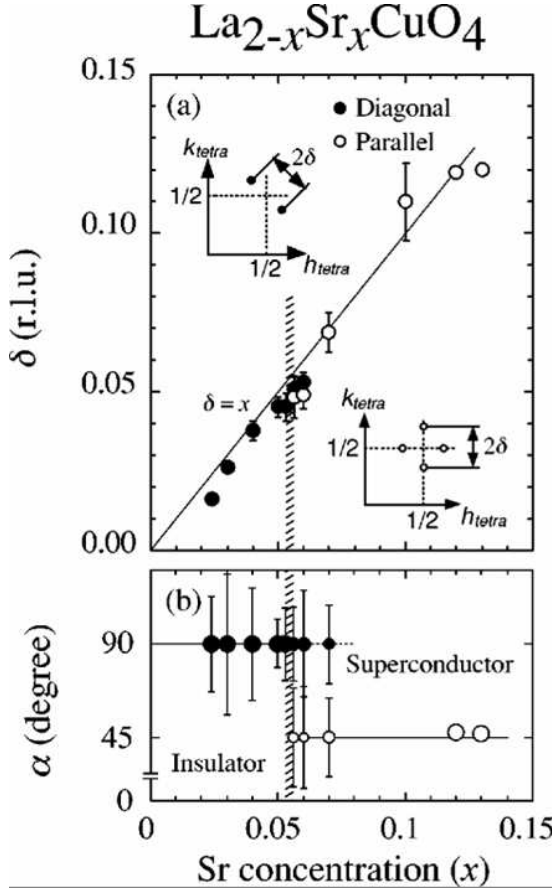 La2-xSrxCuO4
0.15
(a)
● Diagonal
○ Parallel
ktetra
2δ
1/2
1/2
htetra
0.10
δ (r.l.u.)
0.05
δ = x
ktetra
2δ
1/2
1/2
htetra
0.00
(b)
90
Superconductor
α (degree)
45
Insulator
0
0
0.05
0.10
0.15
Sr concentration (x)